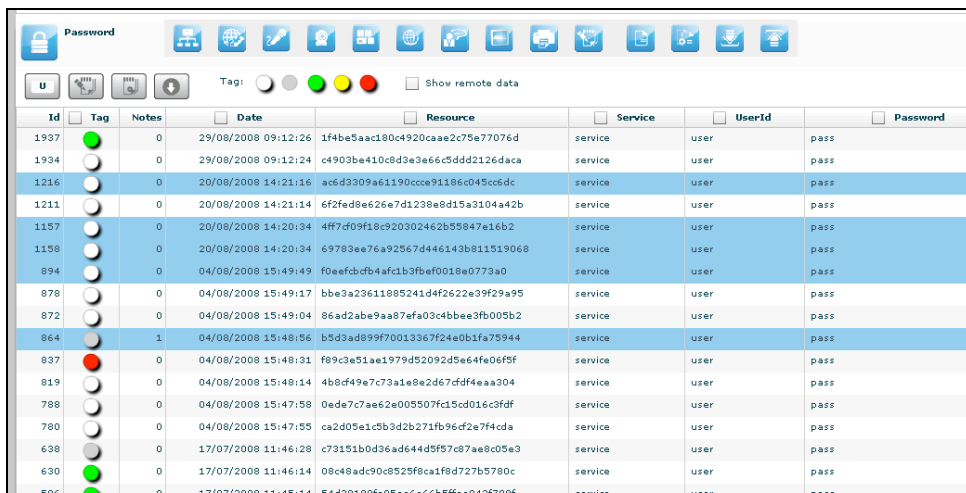 Password
U
Tag:
Show remote data
Id Tag Notes Date Resource Service UserId Password
1937 0 29/08/2008 09:12:26 1f4be5aac180c4920caae2c75e77076d service user pass
1934 0 29/08/2008 09:12:24 c4903be410c8d3e3e66c5ddd2126daca service user pass
1216 0 20/08/2008 14:21:16 ac6d3309a61190ccce91186c045cc6dc service user pass
1211 0 20/08/2008 14:21:14 6f2fed8e626e7d1238e8d15a3104a42b service user pass
1157 0 20/08/2008 14:20:34 4ff7cf09f18c920302462b55847e16b2 service user pass
1158 0 20/08/2008 14:20:34 69783ee76a92567d446143b811519068 service user pass
894 0 04/08/2008 15:49:49 f0eefcbcfb4afc1b3fbef0018e0773a0 service user pass
878 0 04/08/2008 15:49:17 bbe3a23611885241d4f2622e39f29a95 service user pass
872 0 04/08/2008 15:49:04 86ad2abe9aa87efa03c4bbee3fb005b2 service user pass
864 1 04/08/2008 15:48:56 b5d3ad899f70013367f24e0b1fa75944 service user pass
837 0 04/08/2008 15:48:31 f89c3e51ae1979d52092d5e64fe06f5f service user pass
819 0 04/08/2008 15:48:14 4b8cf49e7c73a1e8e2d67cfdf4eaa304 service user pass
788 0 04/08/2008 15:47:58 0ede7c7ae62e005507fc15cd016c3fdf service user pass
780 0 04/08/2008 15:47:55 ca2d05e1c5b3d2b271fb96cf2e7f4cda service user pass
638 0 17/07/2008 11:46:28 c73151b0d36ad644d5f57c87ae8c05e3 service user pass
630 0 17/07/2008 11:46:14 08c48adc90c8525f8ca1f8d727b5780c service user pass